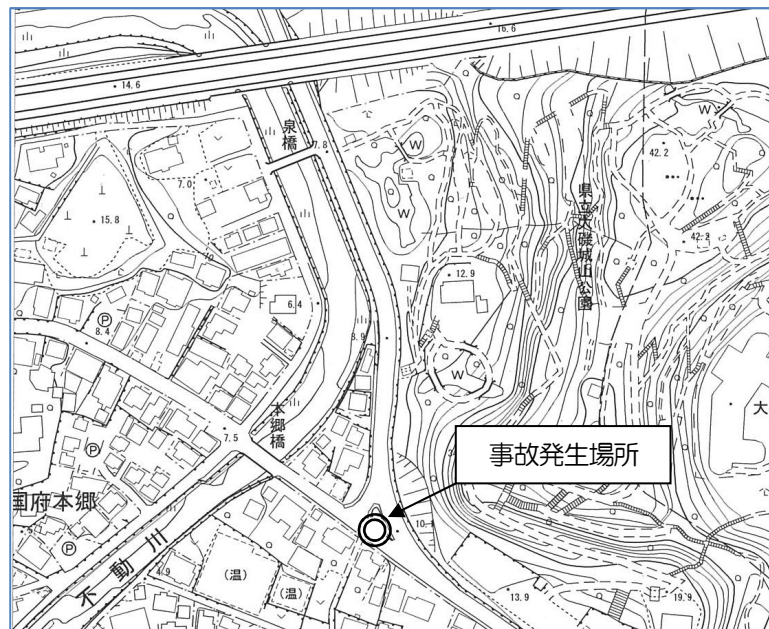 16.6
14.6
泉橋
7.8
W
42.2
7.0
W
県立大磯城山公園
15.8
42.2
10
12.9
6.4
P
8.4
8.9
W
大
本郷橋
7.5
事故発生場所
P
国府本郷
10.1
P
不動川
(温)
4.9
(温)
13.9
19.9